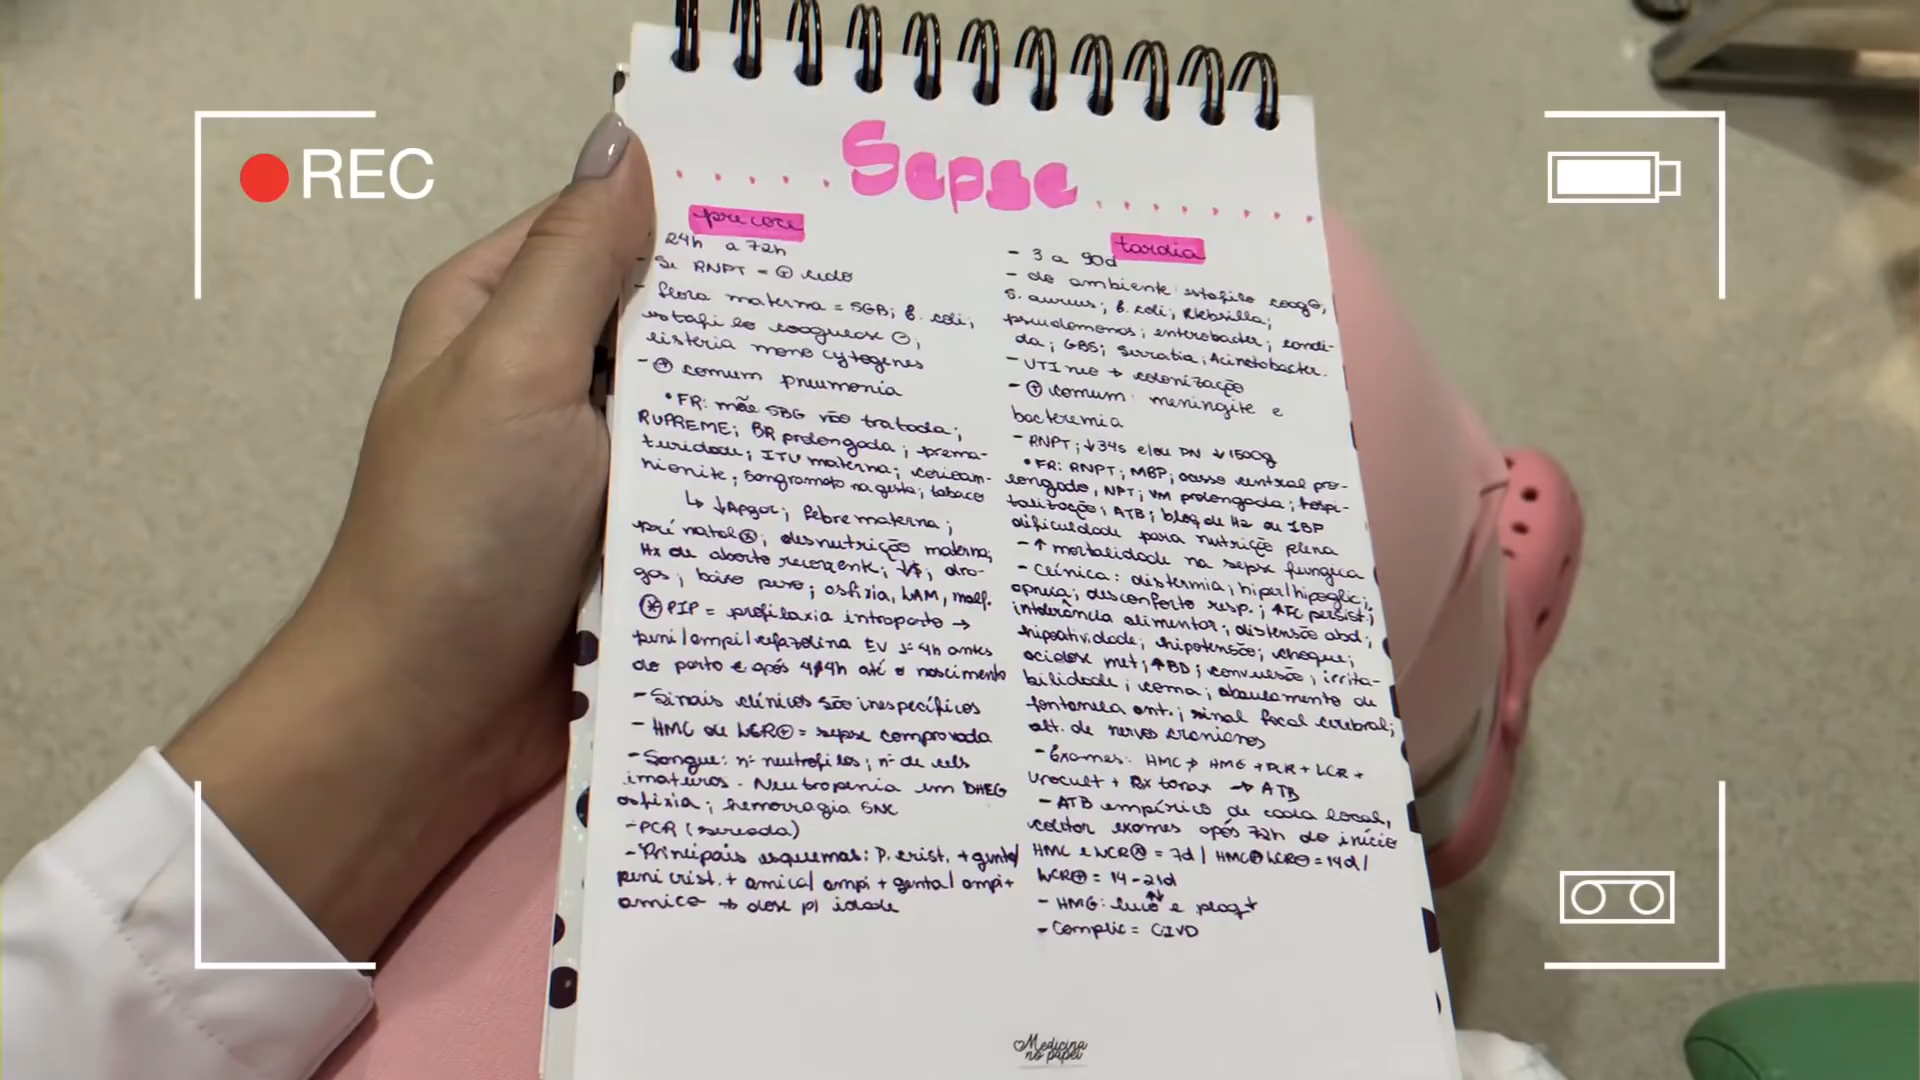 REC
Sepse
precoce
24h a 72h
- Se RNPT = ⊕ cedo
- flora materna = SGB; E. coli;
estafilo coagulase ⊖;
listeria monocytogenes
- ⊕ comum pneumonia
• FR: mãe SBG não tratada;
RUPREME; BR prolongada; prema-
turidade; ITU materna; corioam-
nionite; sangramento na gesta; tabaco
↳ ↓Apgar; febre materna;
pré natal ⓧ; desnutrição materna;
Hx de aborto recorrente; ↓$; dro-
gas; baixo peso; asfixia, LAM, malf.
ⓧ PIP = profilaxia intraparto →
peni/ampi/cefazolina EV 1ª 4h antes
do parto e após 4/4h até o nascimento
- Sinais clínicos são inespecíficos
- HMC ou LCR⊕ = sepse comprovada
- Sangue: nº neutrofilos; nº de cels
imaturas. Neutropenia em DHEG
asfixia; hemorragia SNC
- PCR (seriada)
- Principais esquemas: P. crist. + genta/
peni crist. + amica/ ampi + genta/ ampi +
amica → dose p/ idade
tardia
- 3 a 90d
- do ambiente estafilo coag⊖,
S. aureus; E. coli; Klebsilla;
pseudomonas; enterobacter; candi-
da; GBS; Serratia; Acinetobacter.
- UTI neo → colonização
- ⊕ comum meningite e
bacteremia
- RNPT; ↓34s e/ou PN ↓1500g
• FR: RNPT; MBP; acesso central pro-
longado, NPT; VM prolongada; hospi-
talização; ATB; bloq de H2 ou IBP
dificuldade para nutrição plena
- ↑ mortalidade na sepse fungica
- Clínica: distermia; hiper/hipoglic;
apneia; desconforto resp.; ↑FC persist.;
intolerância alimentar; distensão abd;
hipoatividade; hipotensão; choque;
acidose met; ↑BD; convulsão; irrita-
bilidade; coma; abaulamento de
fontanela ant.; sinal focal cerebral;
alt. de nervos cranianos
- Exames: HMC → HMG + PCR + LCR +
Urocult + Rx torax → ATB
- ATB empírico de cada local,
coletar exames após 72h do início
HMC e LCR⊗ = 7d / HMC⊕ LCR⊖ = 14d /
LCR⊕ = 14 - 21d
- HMG: leuco ↑↓ e plaq↓
- Complic = CIVD
Medicina
no papel